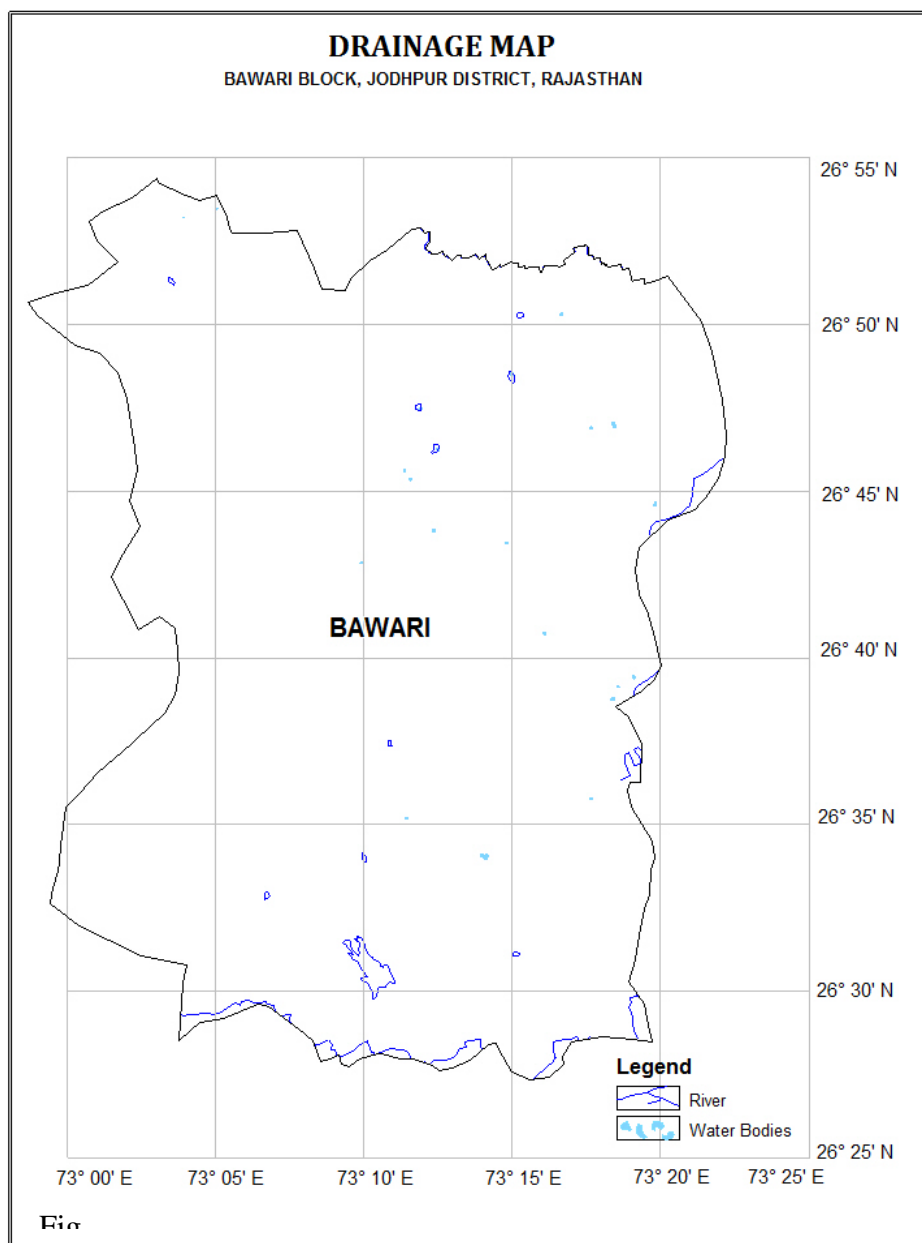 DRAINAGE MAP
BAWARI BLOCK, JODHPUR DISTRICT, RAJASTHAN
26° 55' N
26° 50' N
26° 45' N
BAWARI
26° 40' N
26° 35' N
26° 30' N
Legend
River
Water Bodies
26° 25' N
73° 00' E 73° 05' E 73° 10' E 73° 15' E 73° 20' E 73° 25' E
Fig